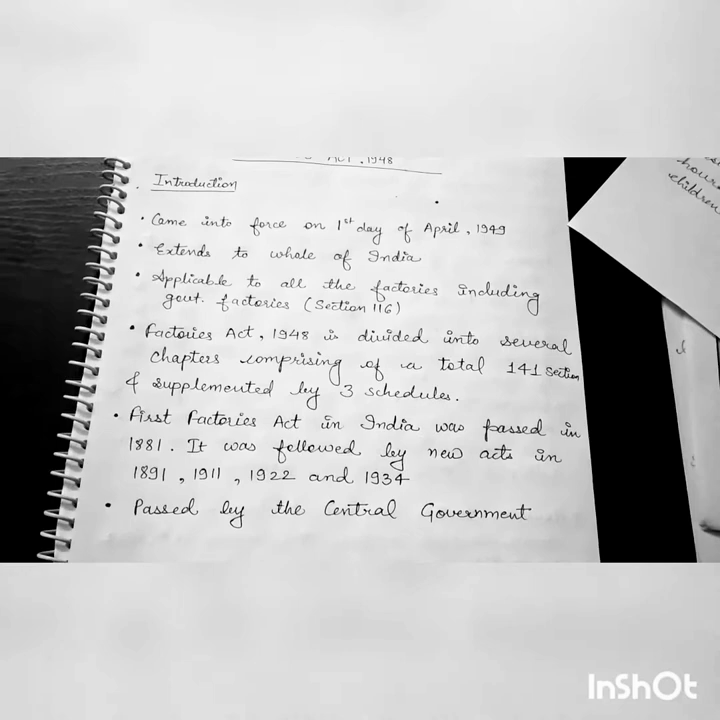 ACT, 1948
Introduction
• Came into force on 1st day of April, 1949
• Extends to whole of India
• Applicable to all the factories including
govt. factories (Section 116)
• Factories Act, 1948 is divided into several
chapters comprising of a total 141 section
& supplemented by 3 schedules.
• First Factories Act in India was passed in
1881. It was followed by new acts in
1891, 1911, 1922 and 1934
• Passed by the Central Government
hours
children
InShOt